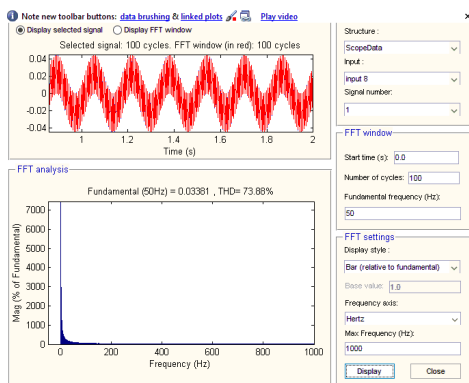 Note new toolbar buttons: data brushing & linked plots Play video
Display selected signal Display FFT window
Selected signal: 100 cycles. FFT window (in red): 100 cycles
0.04
0.02
0
-0.02
-0.04
1 1.2 1.4 1.6 1.8 2
Time (s)
FFT analysis
Fundamental (50Hz) = 0.03381 , THD= 73.88%
7000
6000
5000
4000
3000
2000
1000
0
0 200 400 600 800 1000
Frequency (Hz)
Mag (% of Fundamental)
Structure :
ScopeData
Input :
input 8
Signal number:
1
FFT window
Start time (s): 0.0
Number of cycles: 100
Fundamental frequency (Hz):
50
FFT settings
Display style :
Bar (relative to fundamental)
Base value: 1.0
Frequency axis:
Hertz
Max Frequency (Hz):
1000
Display Close